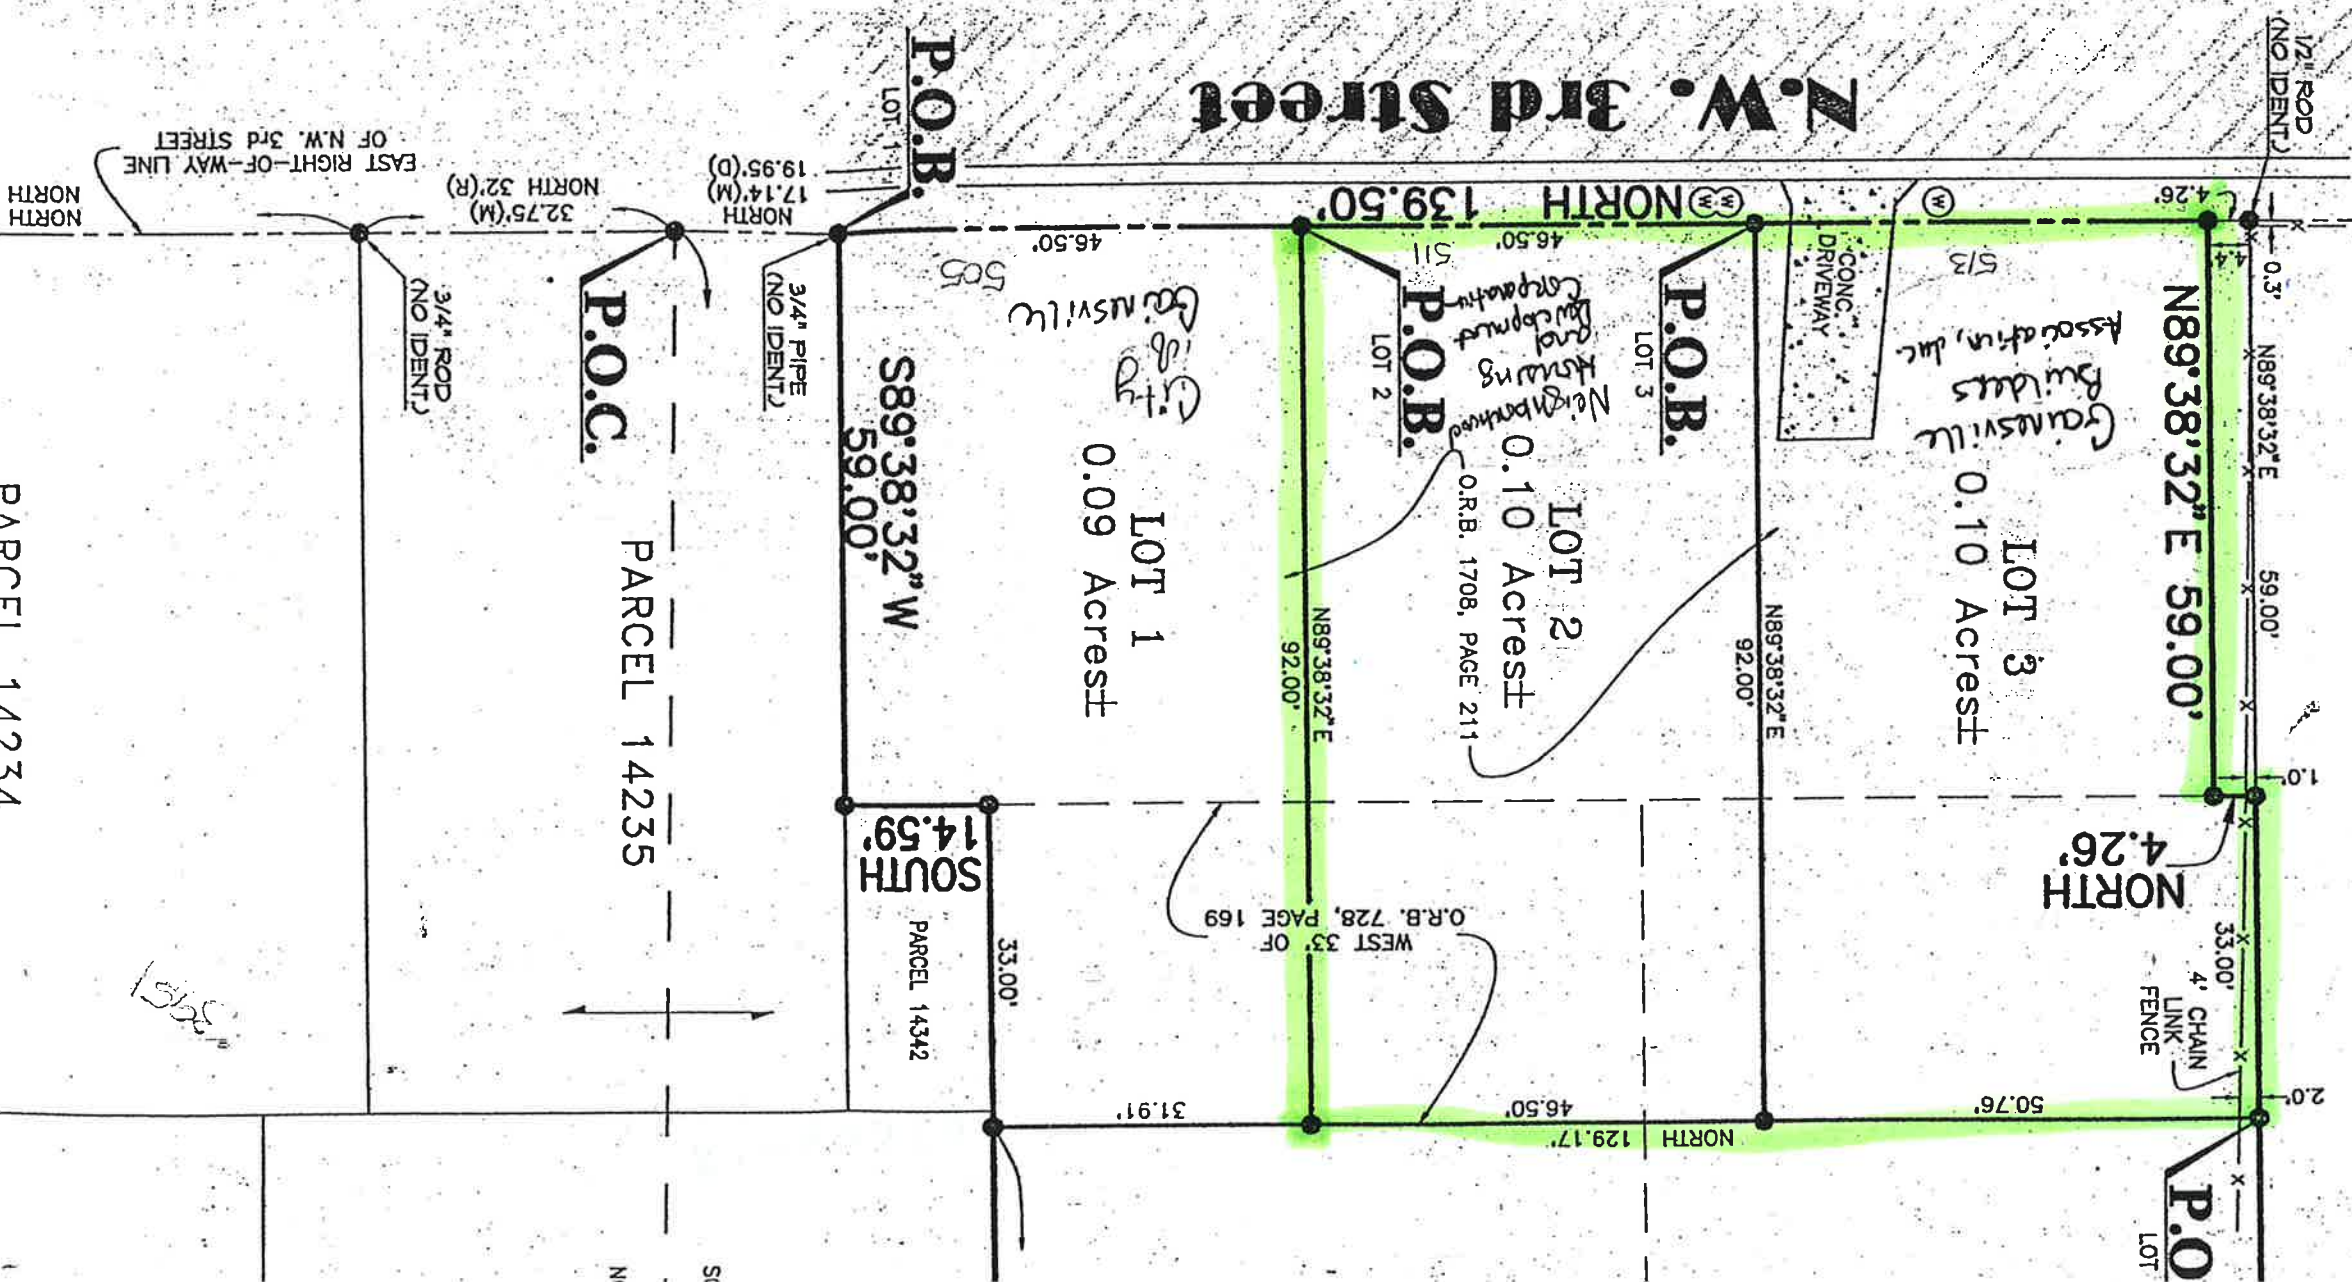 N.W. 3rd Street
1/2" ROD
(NO IDENT.)
P.O.B.
LOT 1
EAST RIGHT-OF-WAY LINE
OF N.W. 3rd STREET
NORTH
NORTH
32.75'(M)
NORTH 32'(R)
NORTH
17.14'(M)
19.95'(D)
NORTH 139.50'
W
W
W
4.26'
46.50'
46.50'
4.4
0.3'
505
511
513
3/4" ROD
(NO IDENT.)
P.O.C.
3/4" PIPE
(NO IDENT.)
City
of
Gainesville
P.O.B.
LOT 2
Neighborhood
Housing
and
Development
Corporation
P.O.B.
LOT 3
CONC.
DRIVEWAY
Gainesville
Builders
Association, Inc.
N89°38'32"E 59.00'
N89°38'32"E
59.00'
S89°38'32"W
59.00'
LOT 1
0.09 Acres±
LOT 2
0.10 Acres±
O.R.B. 1708, PAGE 211
LOT 3
0.10 Acres±
N89°38'32"E
92.00'
N89°38'32"E
92.00'
PARCEL 14234
PARCEL 14235
1.0'
SOUTH
14.59'
NORTH
4.26'
PARCEL 14342
33.00'
WEST 33' OF
O.R.B. 728, PAGE 169
33.00'
4' CHAIN
LINK
FENCE
2.0'
31.91'
46.50'
50.76'
NORTH
129.17'
P.O
LOT